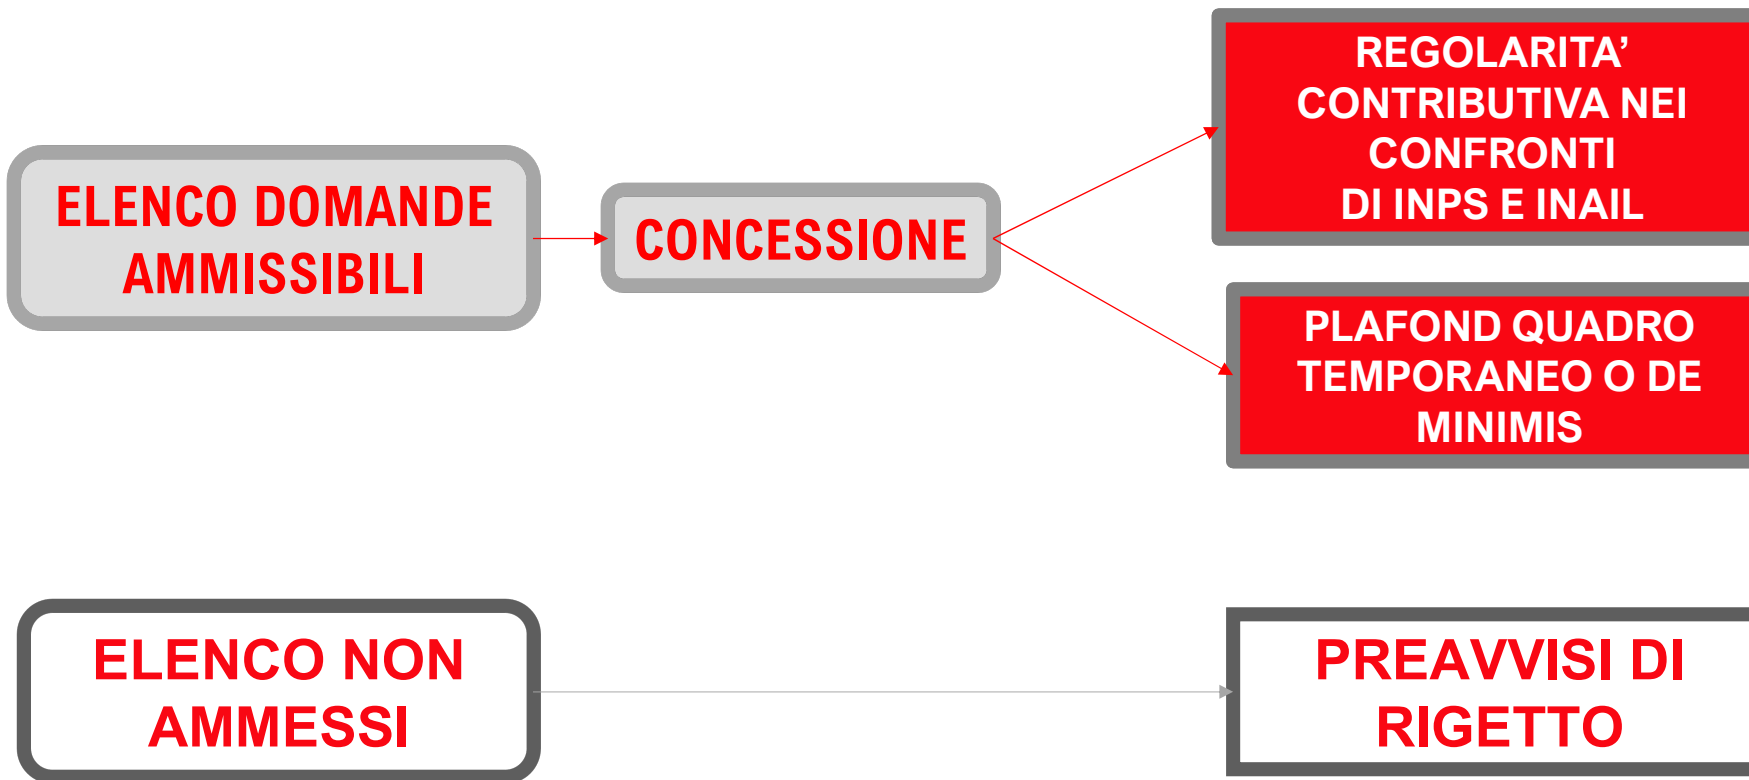 ELENCO DOMANDE
AMMISSIBILI
CONCESSIONE
REGOLARITA’
CONTRIBUTIVA NEI
CONFRONTI
DI INPS E INAIL
PLAFOND QUADRO
TEMPORANEO O DE
MINIMIS
ELENCO NON
AMMESSI
PREAVVISI DI
RIGETTO